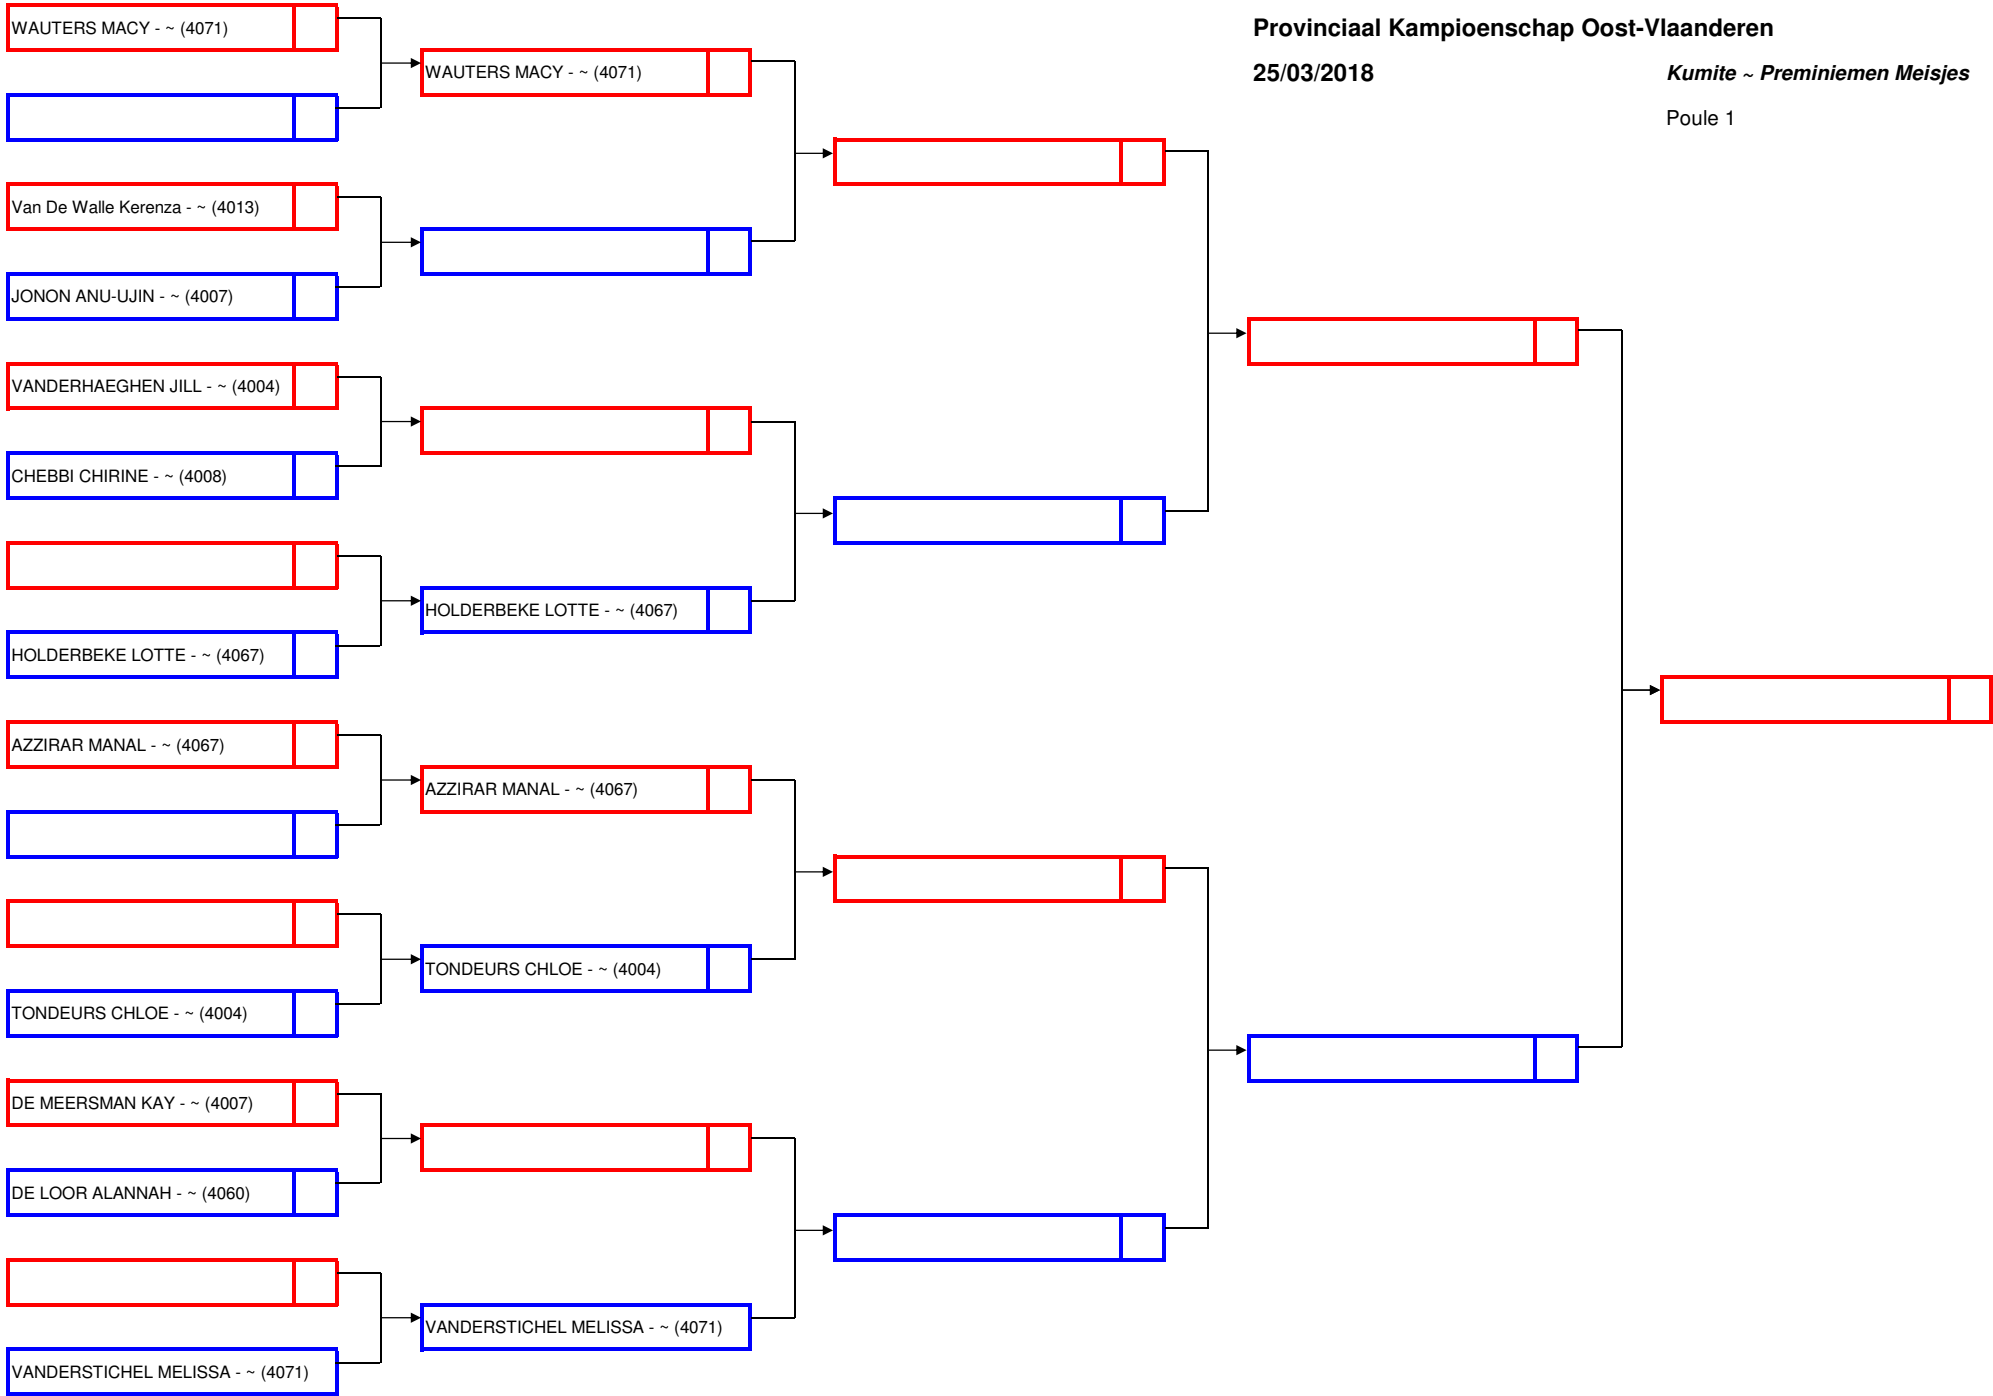 Provinciaal Kampioenschap Oost-Vlaanderen
25/03/2018
Kumite ~ Preminiemen Meisjes
Poule 1
WAUTERS MACY - ~ (4071)
Van De Walle Kerenza - ~ (4013)
JONON ANU-UJIN - ~ (4007)
VANDERHAEGHEN JILL - ~ (4004)
CHEBBI CHIRINE - ~ (4008)
HOLDERBEKE LOTTE - ~ (4067)
AZZIRAR MANAL - ~ (4067)
TONDEURS CHLOE - ~ (4004)
DE MEERSMAN KAY - ~ (4007)
DE LOOR ALANNAH - ~ (4060)
VANDERSTICHEL MELISSA - ~ (4071)
WAUTERS MACY - ~ (4071)
HOLDERBEKE LOTTE - ~ (4067)
AZZIRAR MANAL - ~ (4067)
TONDEURS CHLOE - ~ (4004)
VANDERSTICHEL MELISSA - ~ (4071)